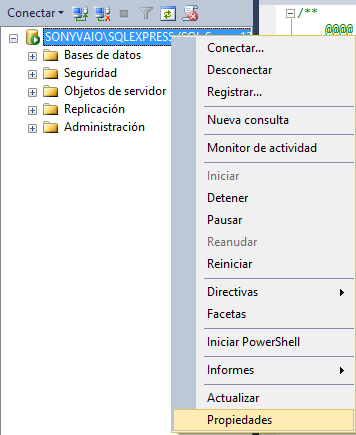 Conectar
/**
@@@@
SONYVAIO\SQLEXPRESS (SQL S
Bases de datos
Seguridad
Objetos de servidor
Replicación
Administración
Conectar...
Desconectar
Registrar...
Nueva consulta
Monitor de actividad
Iniciar
Detener
Pausar
Reanudar
Reiniciar
Directivas
Facetas
Iniciar PowerShell
Informes
Actualizar
Propiedades